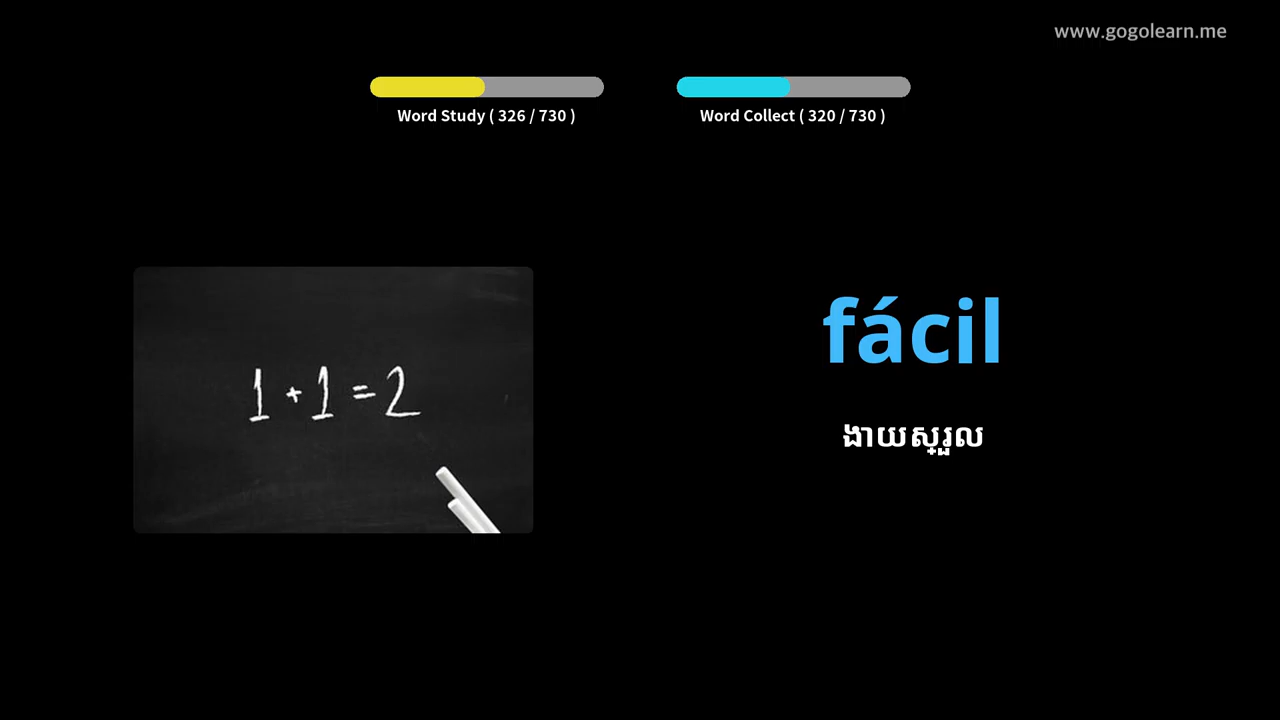 www.gogolearn.me
Word Study ( 326 / 730 )
Word Collect ( 320 / 730 )
1 + 1 = 2
fácil
ងាយស្រួល